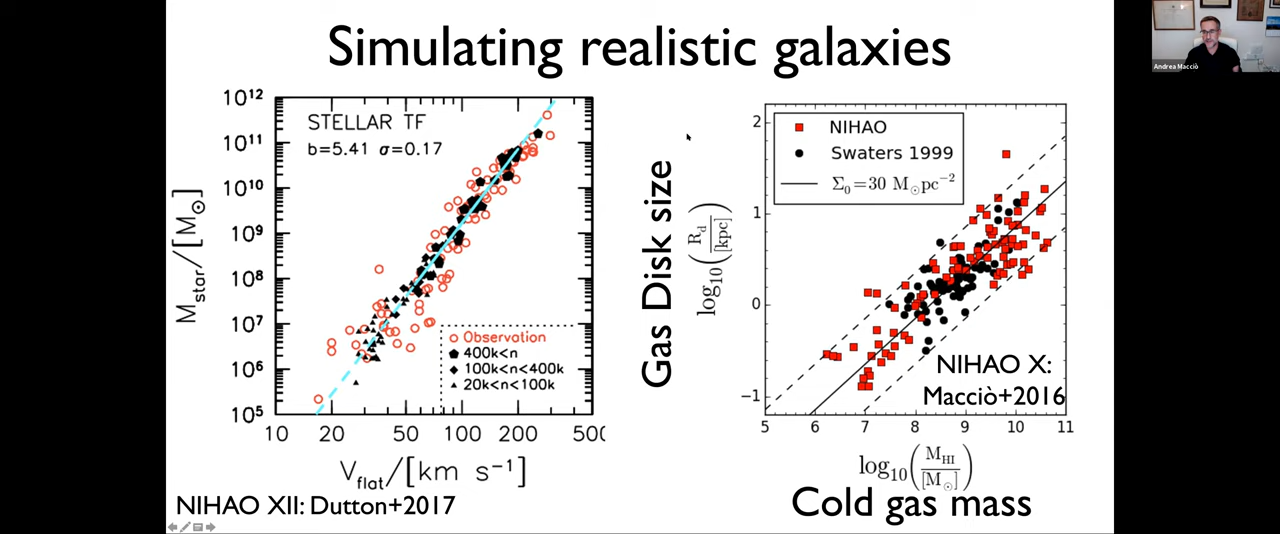 Simulating realistic galaxies
Andrea Macciò
STELLAR TF
b=5.41 σ=0.17
M_star/[M_⊙]
10^12
10^11
10^10
10^9
10^8
10^7
10^6
10^5
Observation
400k<n
100k<n<400k
20k<n<100k
10 20 50 100 200 500
V_flat/[km s^-1]
NIHAO XII: Dutton+2017
Gas Disk size
log_10(R_d/[kpc])
2
1
0
−1
NIHAO
Swaters 1999
Σ_0=30 M_⊙pc^−2
NIHAO X:
Macciò+2016
5 6 7 8 9 10 11
log_10(M_HI/[M_⊙])
Cold gas mass